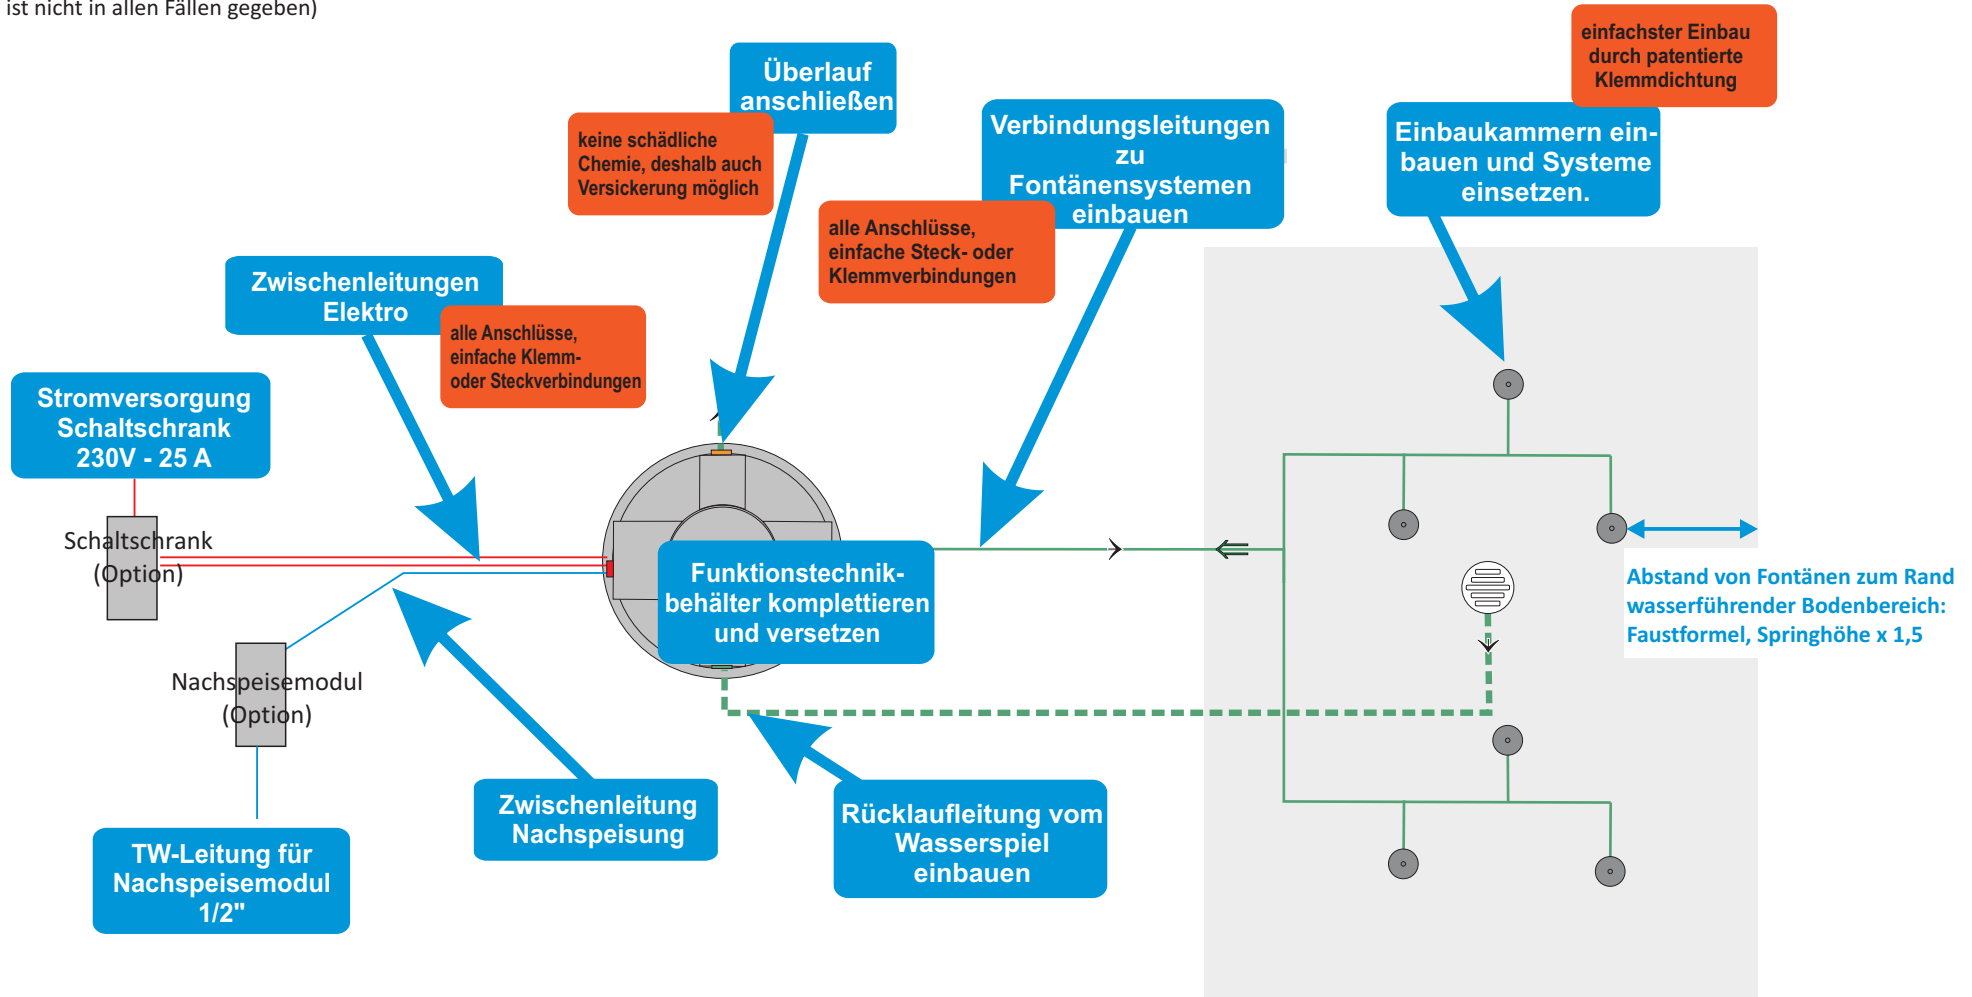 ist nicht in allen Fällen gegeben)
einfachster Einbau
durch patentierte
Klemmdichtung
Überlauf
anschließen
keine schädliche
Chemie, deshalb auch
Versickerung möglich
Verbindungsleitungen
zu
Fontänensystemen
einbauen
alle Anschlüsse,
einfache Steck- oder
Klemmverbindungen
Einbaukammern ein-
bauen und Systeme
einsetzen.
Zwischenleitungen
Elektro
alle Anschlüsse,
einfache Klemm-
oder Steckverbindungen
Stromversorgung
Schaltschrank
230V - 25 A
Schaltschrank
(Option)
Funktionstechnik-
behälter komplettieren
und versetzen
Abstand von Fontänen zum Rand
wasserführender Bodenbereich:
Faustformel, Springhöhe x 1,5
Nachspeisemodul
(Option)
Zwischenleitung
Nachspeisung
Rücklaufleitung vom
Wasserspiel
einbauen
TW-Leitung für
Nachspeisemodul
1/2"